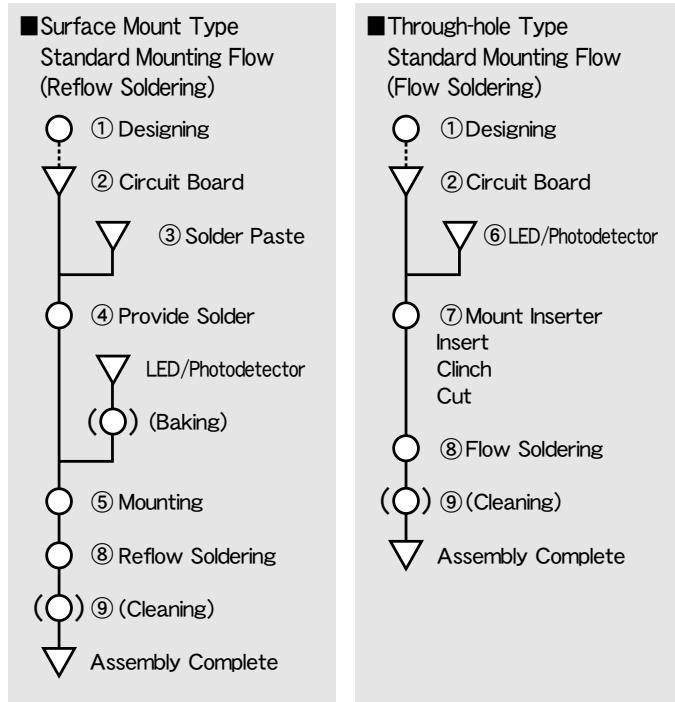 ■Surface Mount Type
Standard Mounting Flow
(Reflow Soldering)
① Designing
② Circuit Board
③ Solder Paste
④ Provide Solder
LED/Photodetector
(Baking)
⑤ Mounting
⑧ Reflow Soldering
⑨ (Cleaning)
Assembly Complete
■Through-hole Type
Standard Mounting Flow
(Flow Soldering)
①Designing
②Circuit Board
⑥LED/Photodetector
⑦Mount Inserter
Insert
Clinch
Cut
⑧Flow Soldering
⑨(Cleaning)
Assembly Complete